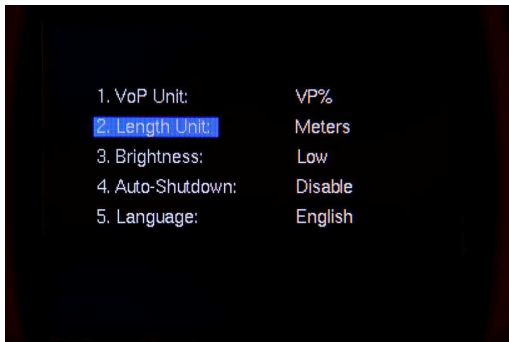 1. VoP Unit: VP%
2. Length Unit: Meters
3. Brightness: Low
4. Auto-Shutdown: Disable
5. Language: English